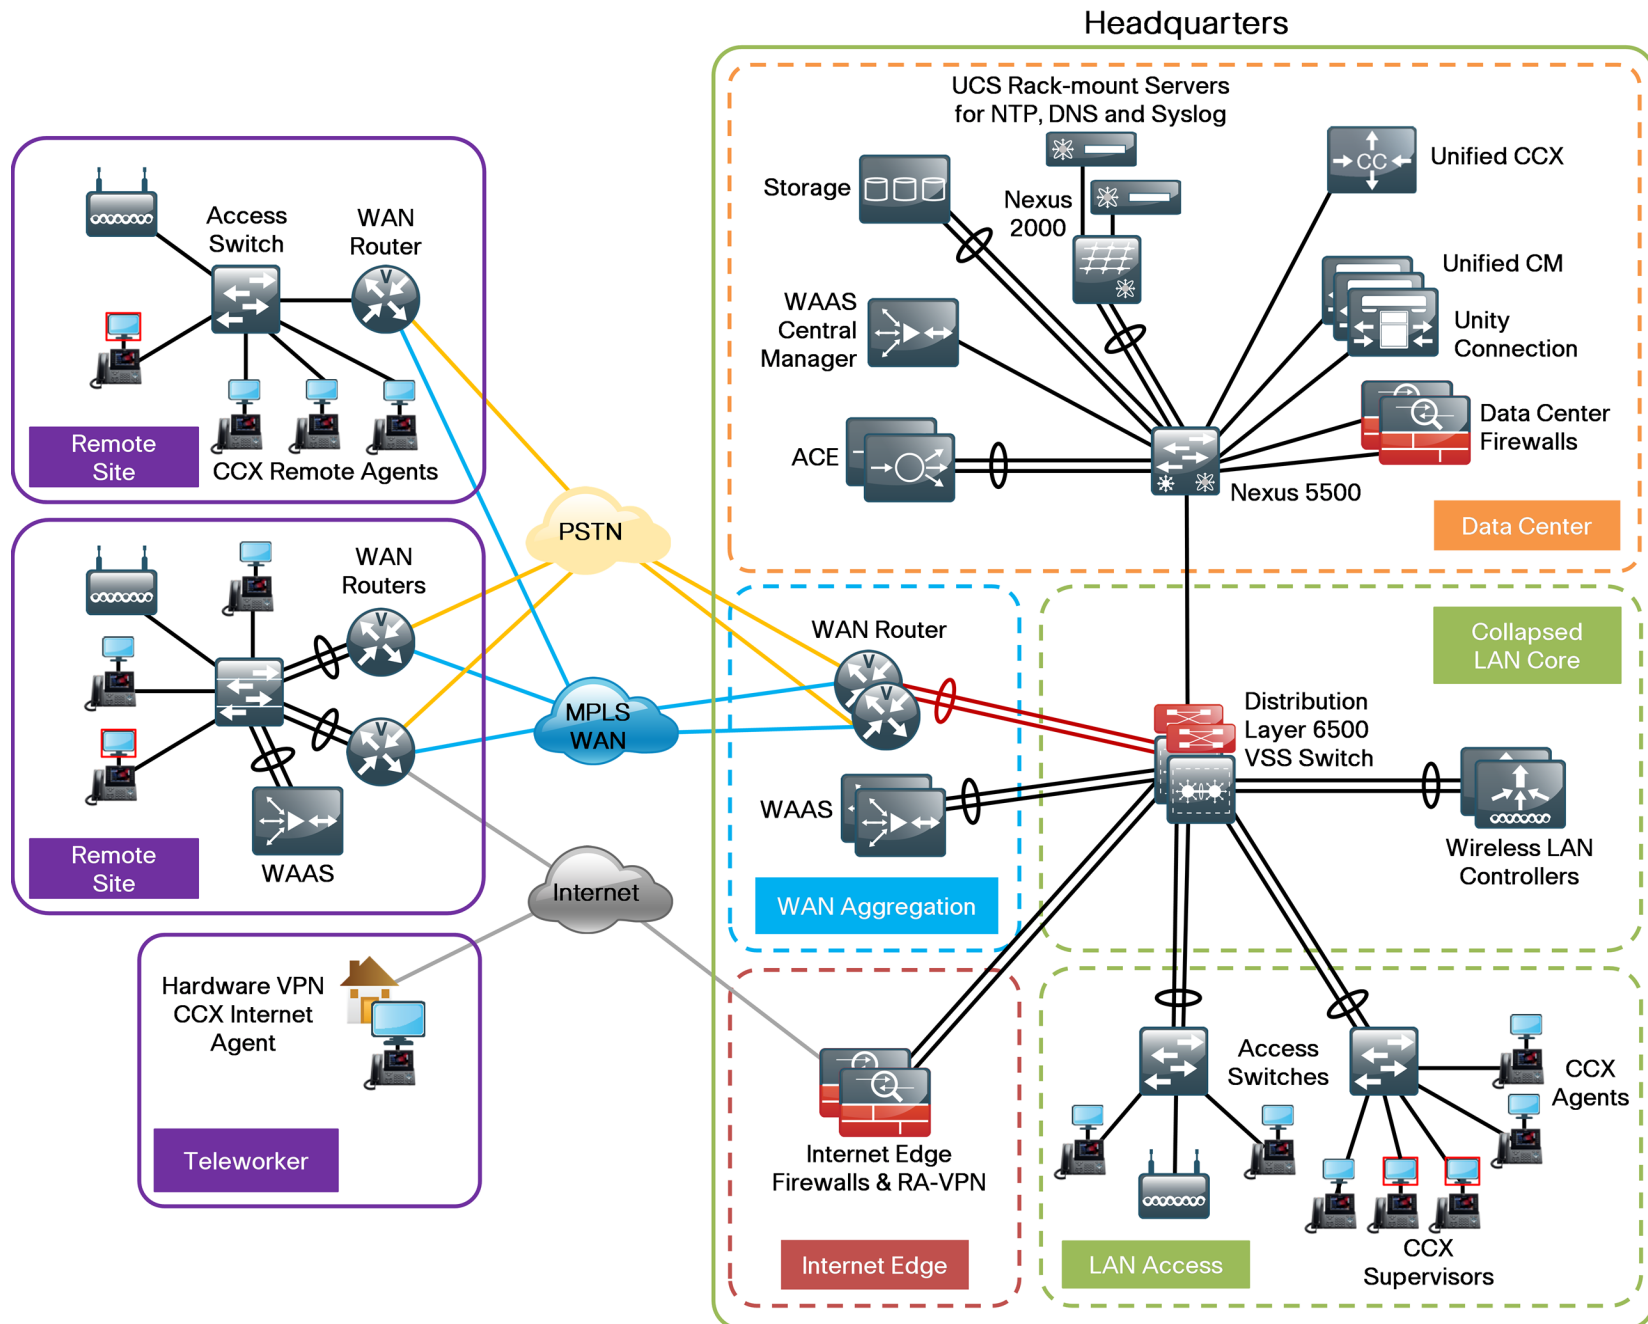 Headquarters
UCS Rack-mount Servers
for NTP, DNS and Syslog
Storage
Nexus
2000
CC
Unified CCX
WAAS
Central
Manager
Unified CM
Unity
Connection
ACE
Data Center
Firewalls
Nexus 5500
Data Center
Access
Switch
WAN
Router
V
Remote
Site
CCX Remote Agents
PSTN
WAN
Routers
V
V
WAAS
Remote
Site
MPLS
WAN
Internet
WAN Router
V
V
WAAS
WAN Aggregation
Collapsed
LAN Core
Distribution
Layer 6500
VSS Switch
Wireless LAN
Controllers
Hardware VPN
CCX Internet
Agent
Teleworker
Internet Edge
Firewalls & RA-VPN
Internet Edge
Access
Switches
CCX
Agents
CCX
Supervisors
LAN Access